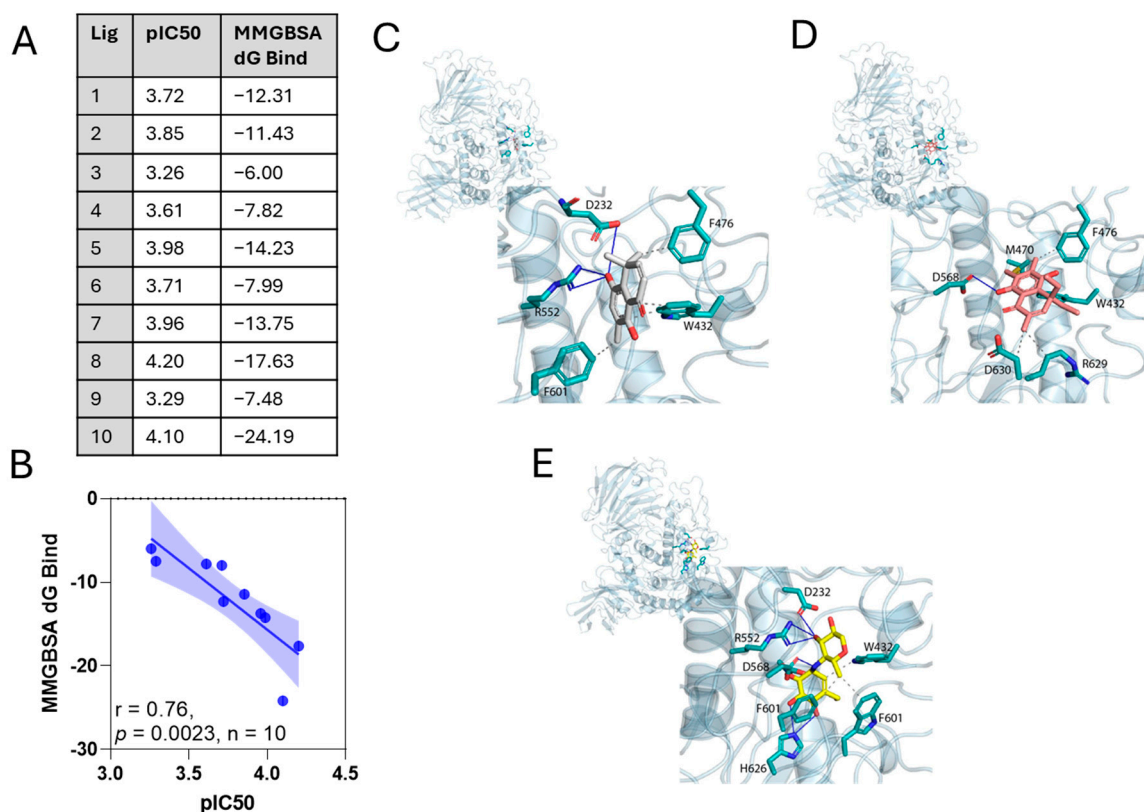 A
Lig pIC50 MMGBSA
dG Bind
1 3.72 −12.31
2 3.85 −11.43
3 3.26 −6.00
4 3.61 −7.82
5 3.98 −14.23
6 3.71 −7.99
7 3.96 −13.75
8 4.20 −17.63
9 3.29 −7.48
10 4.10 −24.19
B
MMGBSA dG Bind
0
-10
-20
-30
r = 0.76,
p = 0.0023, n = 10
3.0 3.5 4.0 4.5
pIC50
C
D232
F476
R552
W432
F601
D
F476
M470
D568
W432
D630
R629
E
D232
R552
W432
D568
F601
F601
H626